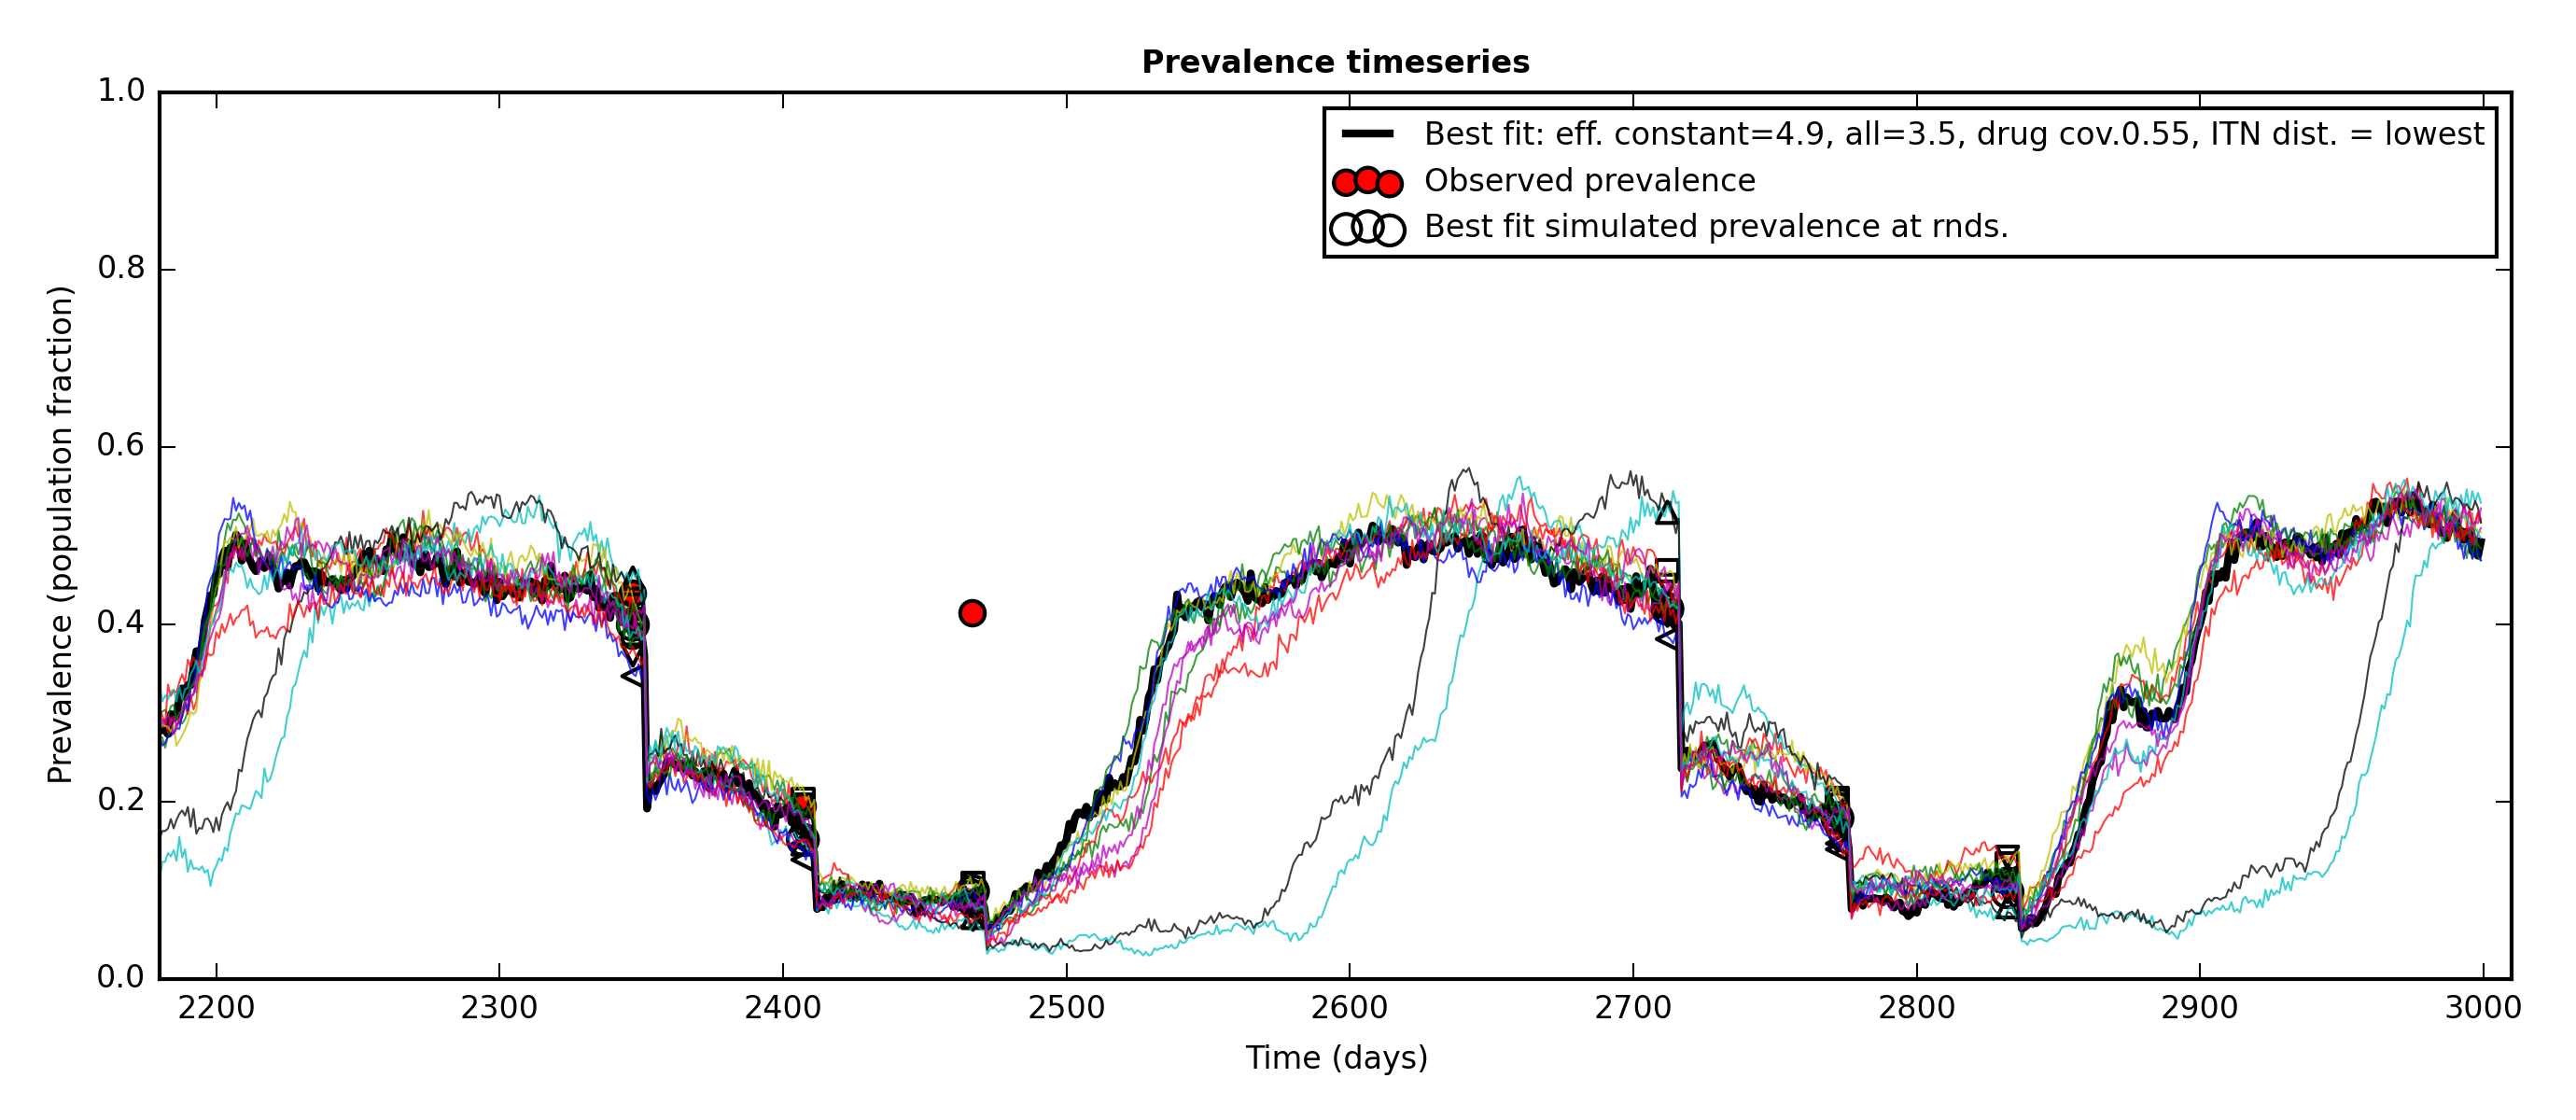 Prevalence timeseries
Best fit: eff. constant=4.9, all=3.5, drug cov.0.55, ITN dist. = lowest
Observed prevalence
Best fit simulated prevalence at rnds.
Prevalence (population fraction)
1.0
0.8
0.6
0.4
0.2
0.0
2200 2300 2400 2500 2600 2700 2800 2900 3000
Time (days)